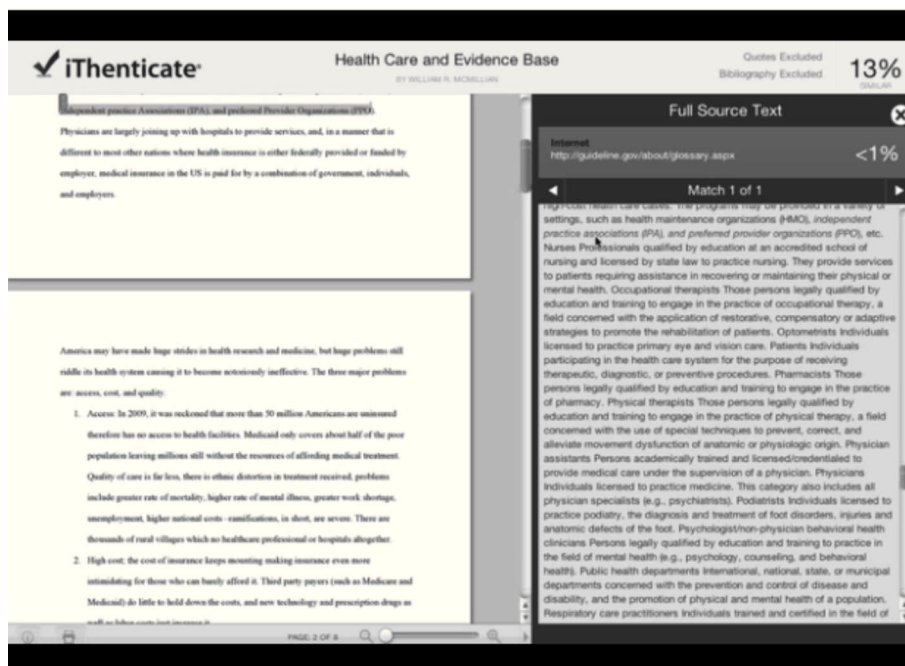 iThenticate®
Health Care and Evidence Base
BY WILLIAM R. MCMILLIAN
Quotes Excluded
Bibliography Excluded
13%
SIMILAR
independent practice Associations (IPA), and preferred Provider Organizations (PPO).
Physicians are largely joining up with hospitals to provide services, and, in a manner that is
different to most other nations where health insurance is either federally provided or funded by
employer, medical insurance in the US is paid for by a combination of government, individuals,
and employers.
America may have made huge strides in health research and medicine, but huge problems still
riddle its health system causing it to become notoriously ineffective. The three major problems
are: access, cost, and quality.
1. Access: In 2009, it was reckoned that more than 50 million Americans are uninsured
therefore has no access to health facilities. Medicaid only covers about half of the poor
population leaving millions still without the resources of affording medical treatment.
Quality of care is far less, there is ethnic distortion in treatment received, problems
include greater rate of mortality, higher rate of mental illness, greater work shortage,
unemployment, higher national costs - ramifications, in short, are severe. There are
thousands of rural villages which no healthcare professional or hospitals altogether.
2. High cost: the cost of insurance keeps mounting making insurance even more
intimidating for those who can barely afford it. Third party payers (such as Medicare and
Medicaid) do little to hold down the costs, and new technology and prescription drugs as
well as labor costs just increase it.
PAGE: 2 OF 8
Full Source Text
Internet
http://guideline.gov/about/glossary.aspx
<1%
Match 1 of 1
high-cost health care cases. The programs may be provided in a variety of
settings, such as health maintenance organizations (HMO), independent
practice associations (IPA), and preferred provider organizations (PPO), etc.
Nurses Professionals qualified by education at an accredited school of
nursing and licensed by state law to practice nursing. They provide services
to patients requiring assistance in recovering or maintaining their physical or
mental health. Occupational therapists Those persons legally qualified by
education and training to engage in the practice of occupational therapy, a
field concerned with the application of restorative, compensatory or adaptive
strategies to promote the rehabilitation of patients. Optometrists Individuals
licensed to practice primary eye and vision care. Patients Individuals
participating in the health care system for the purpose of receiving
therapeutic, diagnostic, or preventive procedures. Pharmacists Those
persons legally qualified by education and training to engage in the practice
of pharmacy. Physical therapists Those persons legally qualified by
education and training to engage in the practice of physical therapy, a field
concerned with the use of special techniques to prevent, correct, and
alleviate movement dysfunction of anatomic or physiologic origin. Physician
assistants Persons academically trained and licensed/credentialed to
provide medical care under the supervision of a physician. Physicians
Individuals licensed to practice medicine. This category also includes all
physician specialists (e.g., psychiatrists). Podiatrists Individuals licensed to
practice podiatry, the diagnosis and treatment of foot disorders, injuries and
anatomic defects of the foot. Psychologist/non-physician behavioral health
clinicians Persons legally qualified by education and training to practice in
the field of mental health (e.g., psychology, counseling, and behavioral
health). Public health departments International, national, state, or municipal
departments concerned with the prevention and control of disease and
disability, and the promotion of physical and mental health of a population.
Respiratory care practitioners Individuals trained and certified in the field of